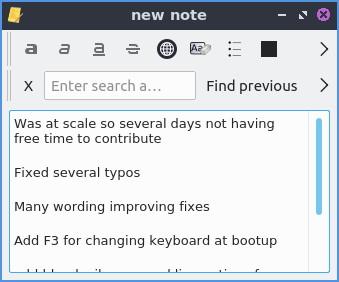 new note
a a a S
X Enter search a... Find previous
Was at scale so several days not having
free time to contribute
Fixed several typos
Many wording improving fixes
Add F3 for changing keyboard at bootup